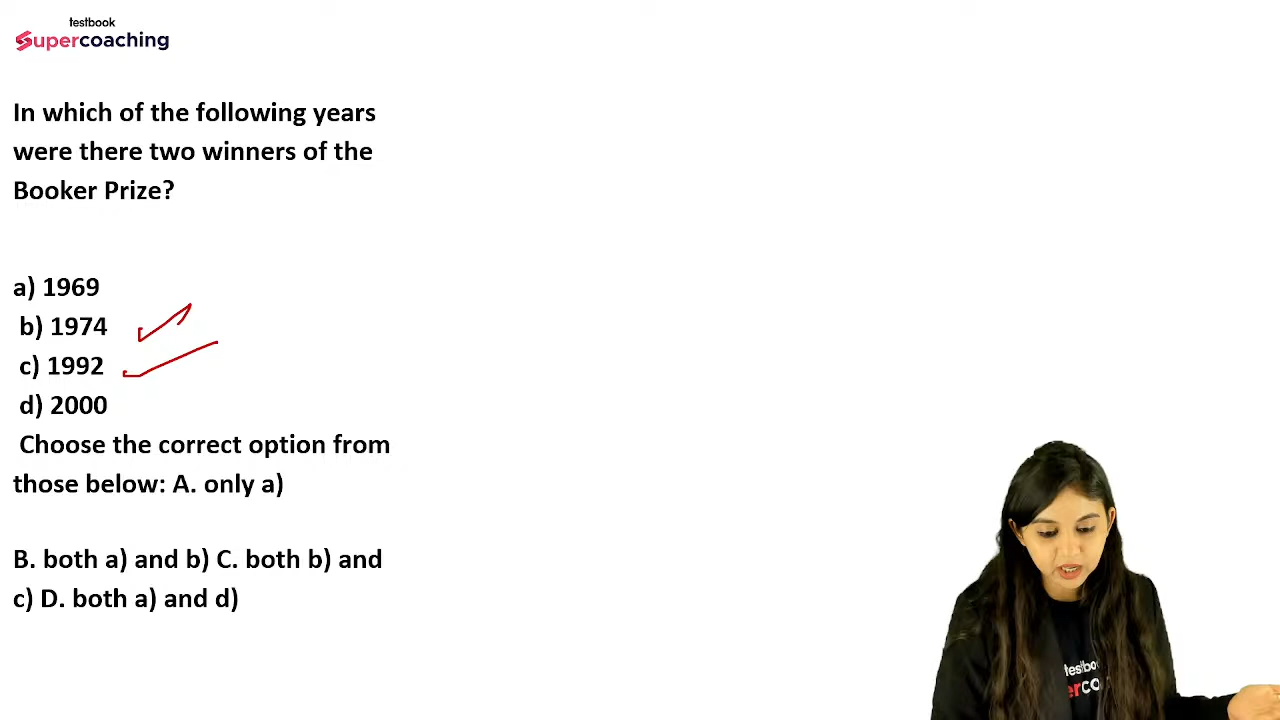 testbook
Supercoaching
In which of the following years
were there two winners of the
Booker Prize?
a) 1969
b) 1974
c) 1992
d) 2000
Choose the correct option from
those below: A. only a)
B. both a) and b) C. both b) and
c) D. both a) and d)